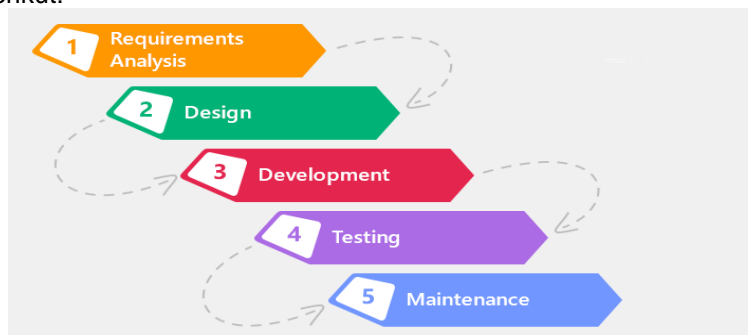 1
Requirements
Analysis
2
Design
3
Development
4
Testing
5
Maintenance